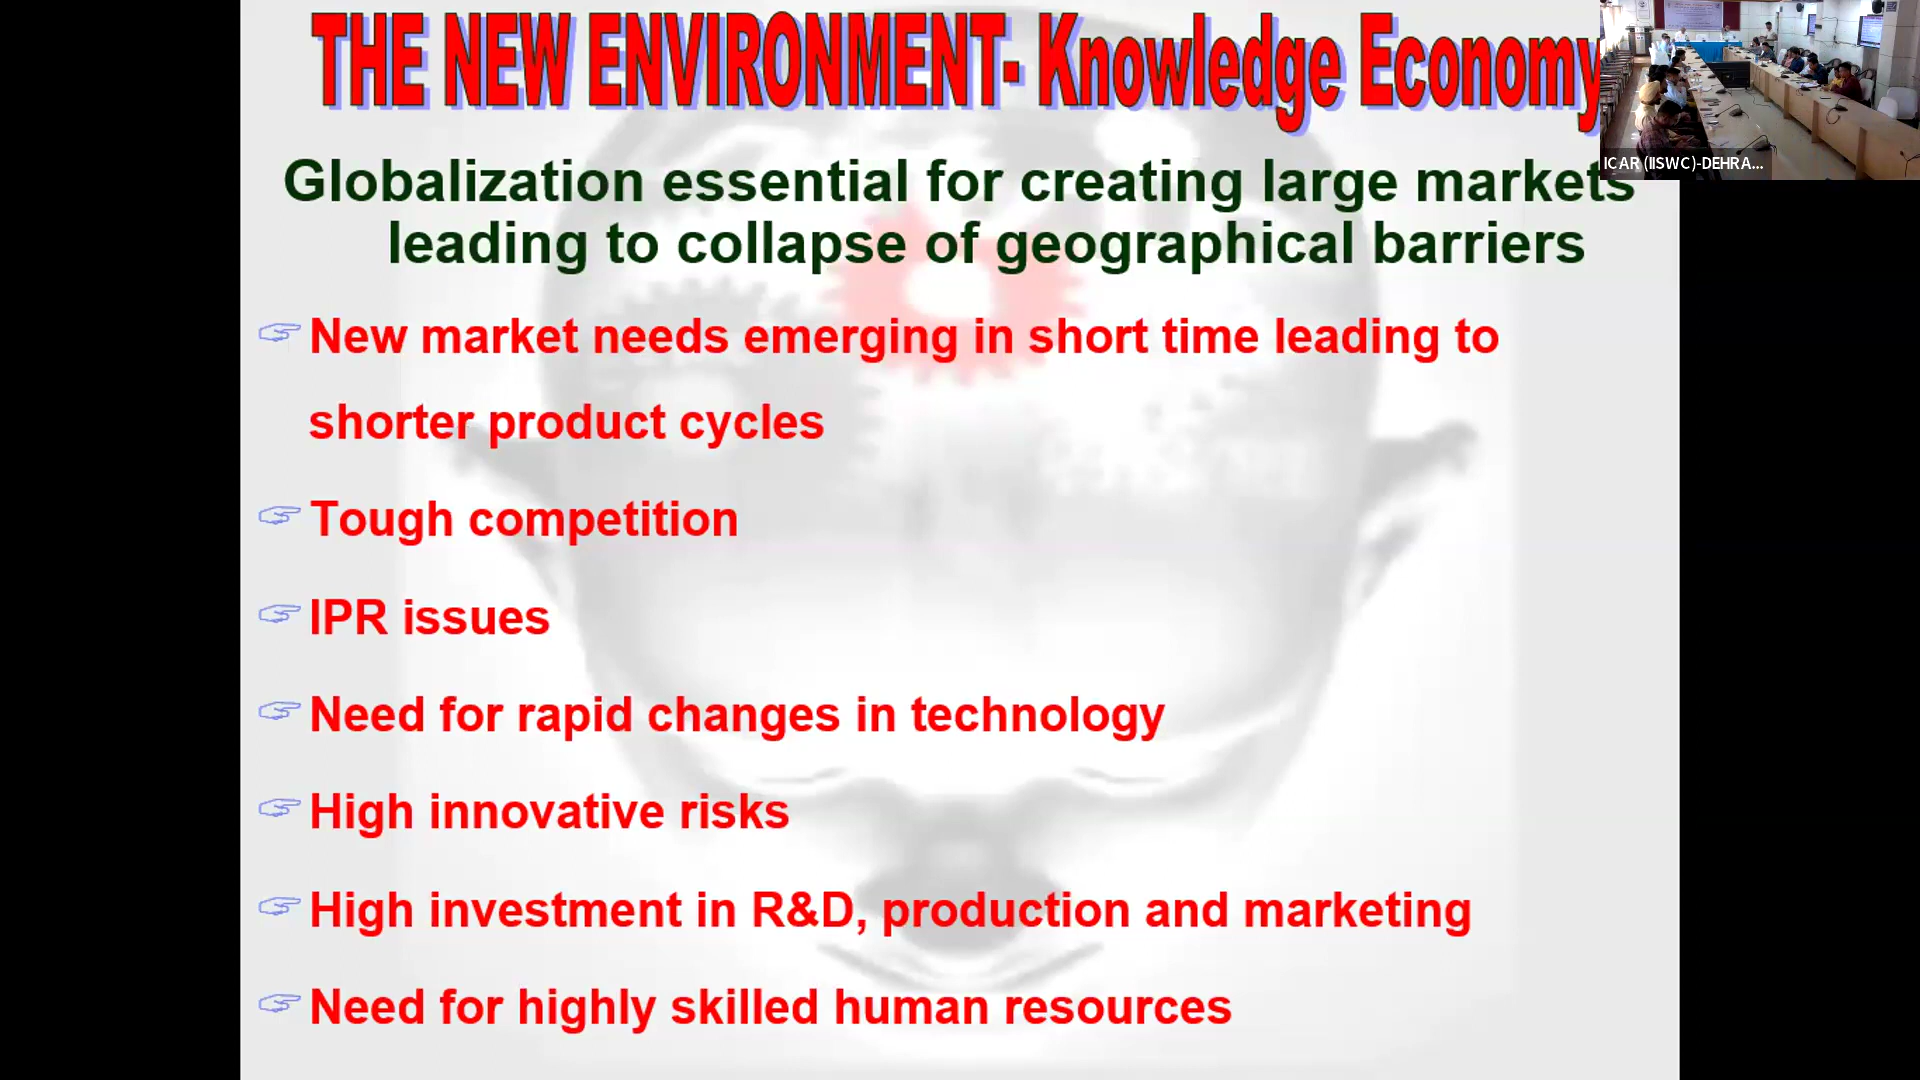 THE NEW ENVIRONMENT- Knowledge Economy
Globalization essential for creating large markets
leading to collapse of geographical barriers
New market needs emerging in short time leading to
shorter product cycles
Tough competition
IPR issues
Need for rapid changes in technology
High innovative risks
High investment in R&D, production and marketing
Need for highly skilled human resources
ICAR (IISWC)-DEHRA...